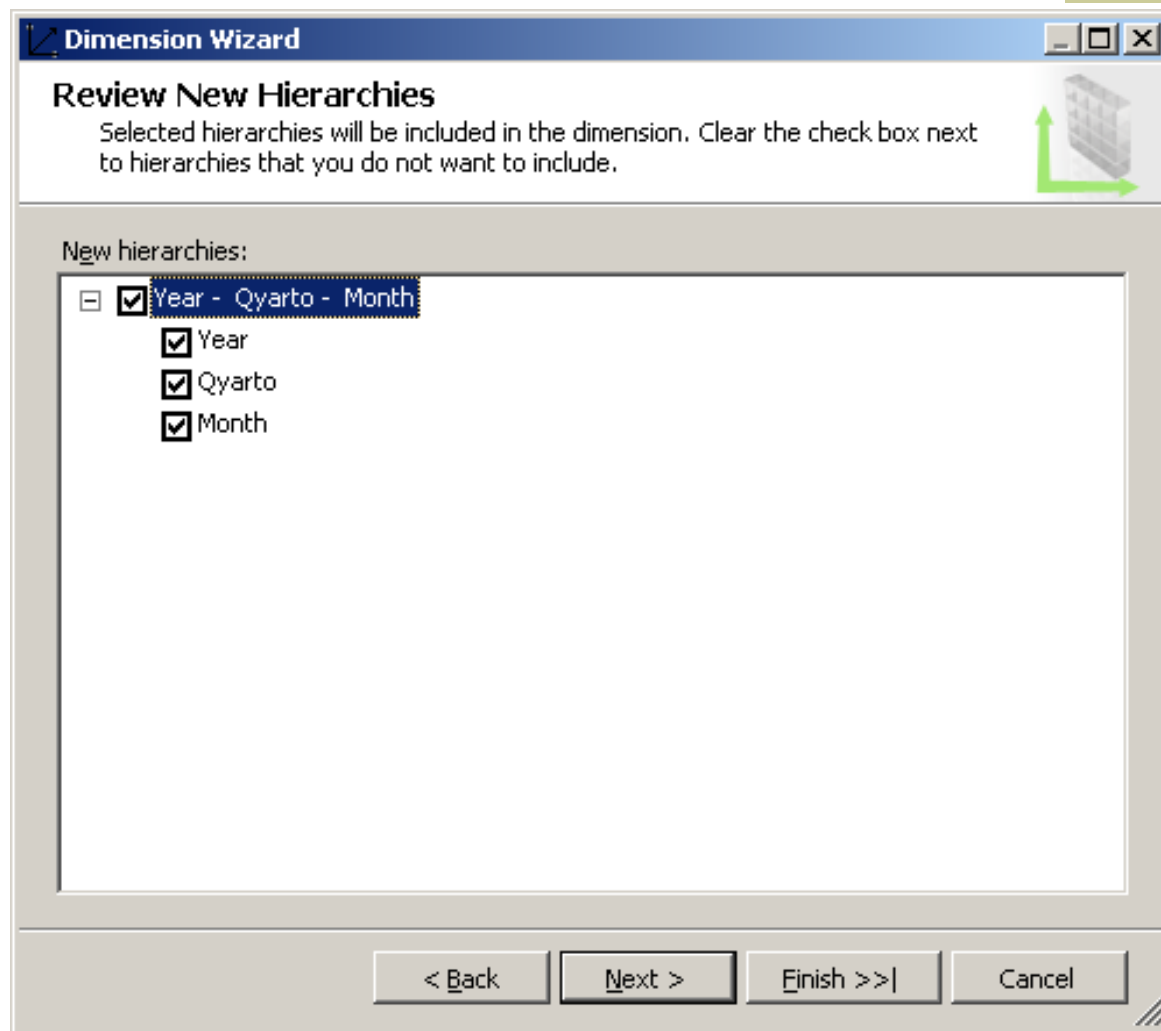 Dimension Wizard
Review New Hierarchies
Selected hierarchies will be included in the dimension. Clear the check box next
to hierarchies that you do not want to include.
New hierarchies:
Year - Qyarto - Month
Year
Qyarto
Month
< Back
Next >
Finish >>|
Cancel